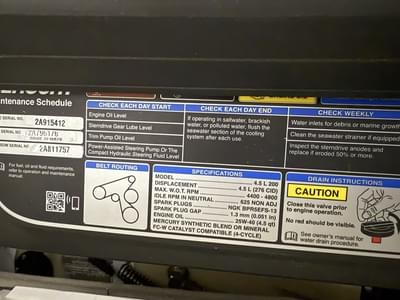 Maintenance Schedule
SERIAL NO. 2A915412
SERIAL NO.
SERIAL NO. 2A811757
For fuel, oil and fluid requirements,
refer to operation and maintenance
manual.
CHECK EACH DAY START
Engine Oil Level
Sterndrive Gear Lube Level
Trim Pump Oil Level
Power-Assisted Steering Pump or The
Compact Hydraulic Steering Fluid Level
CHECK EACH DAY END
If operating in saltwater, brackish
water, or polluted water, flush the
seawater section of the cooling
system after each use.
CHECK WEEKLY
Water inlets for debris or marine growth
Clean the seawater strainer if equipped
Inspect the sterndrive anodes and
replace if eroded 50% or more.
BELT ROUTING
SPECIFICATIONS
MODEL 4.5 L 200
DISPLACEMENT 4.5 L (276 CID)
MAX. W.O.T. RPM 4400 - 4800
IDLE RPM IN NEUTRAL 625 NON ADJ
SPARK PLUGS NGK BPR6EFS-13
SPARK PLUG GAP 1.3 mm (0.051 in)
ENGINE OIL 25W-40 (4.5 qt)
MERCURY SYNTHETIC BLEND OR MINERAL
FC-W CATALYST COMPATIBLE (4-CYCLE)
DRAIN INSTRUCTIONS
CAUTION
Close this valve prior
to engine operation.
No red should be visible.
See owner's manual for
water drain procedure.